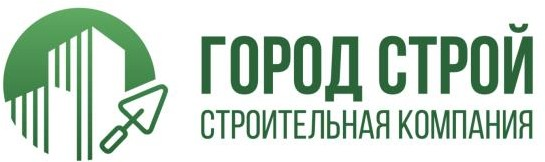 ГОРОД СТРОЙ
СТРОИТЕЛЬНАЯ КОМПАНИЯ